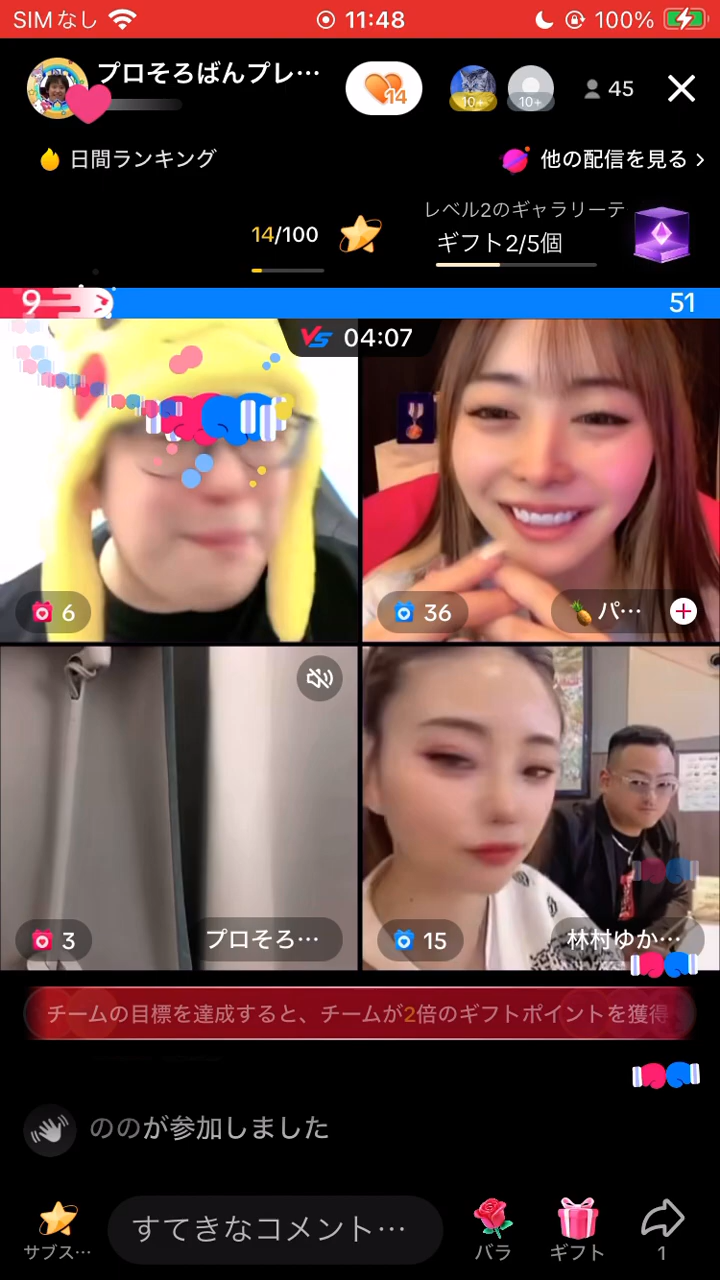 SIMなし
11:48
100%
プロそろばんプレ…
14
10+
10+
45
日間ランキング
他の配信を見る
14/100
レベル2のギャラリーテ
ギフト2/5個
9
51
VS 04:07
6
36
パ…
3
プロそろ…
15
林村ゆか…
チームの目標を達成すると、チームが2倍のギフトポイントを獲得
ののが参加しました
サブス…
すてきなコメント…
バラ
ギフト
1